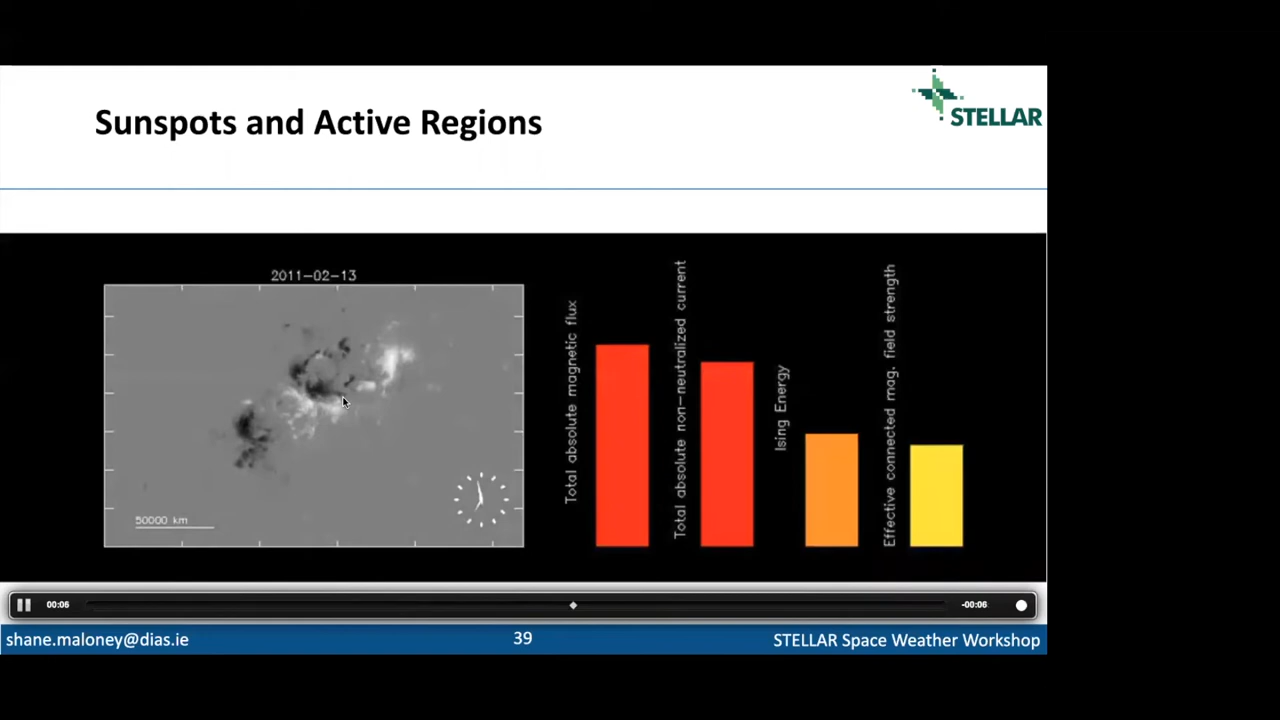 STELLAR
Sunspots and Active Regions
2011-02-13
50000 km
Total absolute magnetic flux
Total absolute non-neutralized current
Ising Energy
Effective connected mag. field strength
00:06
-00:06
shane.maloney@dias.ie
39
STELLAR Space Weather Workshop